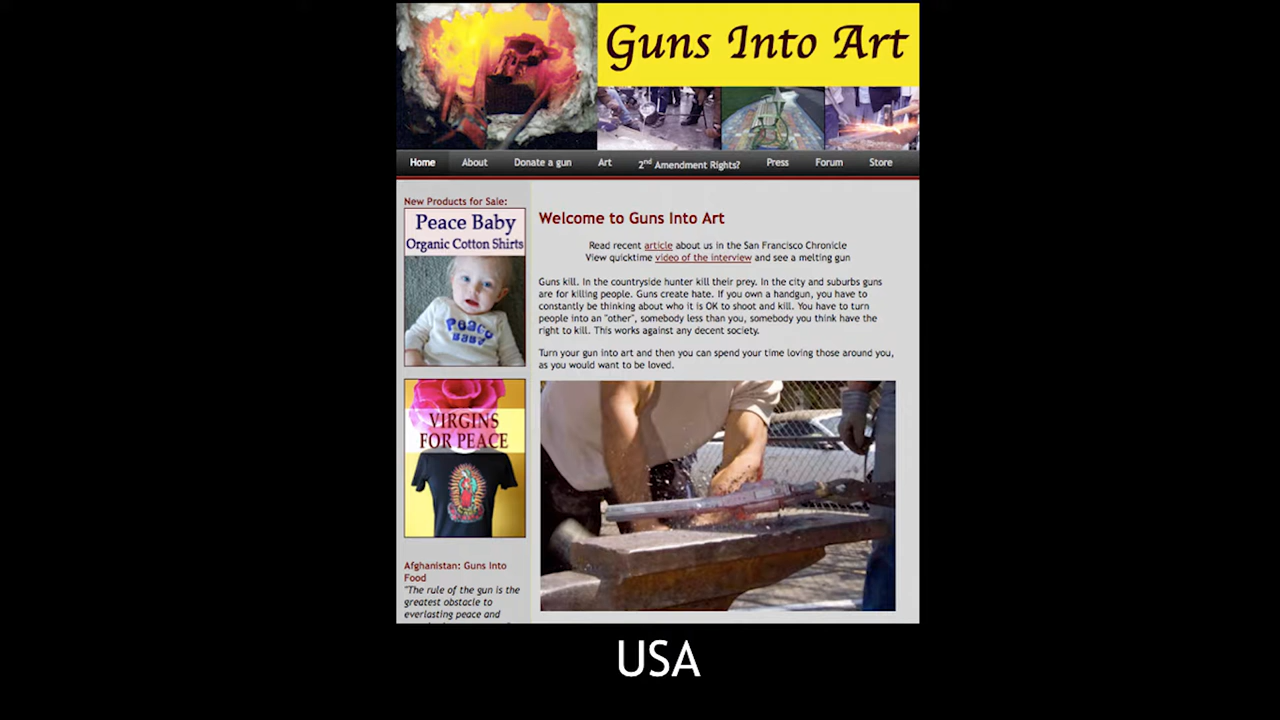 Guns Into Art
Home About Donate a gun Art 2nd Amendment Rights? Press Forum Store
New Products for Sale:
Peace Baby
Organic Cotton Shirts
PEACE
BABY
VIRGINS
FOR PEACE
Afghanistan: Guns Into
Food
"The rule of the gun is the
greatest obstacle to
everlasting peace and
Welcome to Guns Into Art
Read recent article about us in the San Francisco Chronicle
View quicktime video of the interview and see a melting gun
Guns kill. In the countryside hunter kill their prey. In the city and suburbs guns
are for killing people. Guns create hate. If you own a handgun, you have to
constantly be thinking about who it is OK to shoot and kill. You have to turn
people into an "other", somebody less than you, somebody you think have the
right to kill. This works against any decent society.
Turn your gun into art and then you can spend your time loving those around you,
as you would want to be loved.
USA